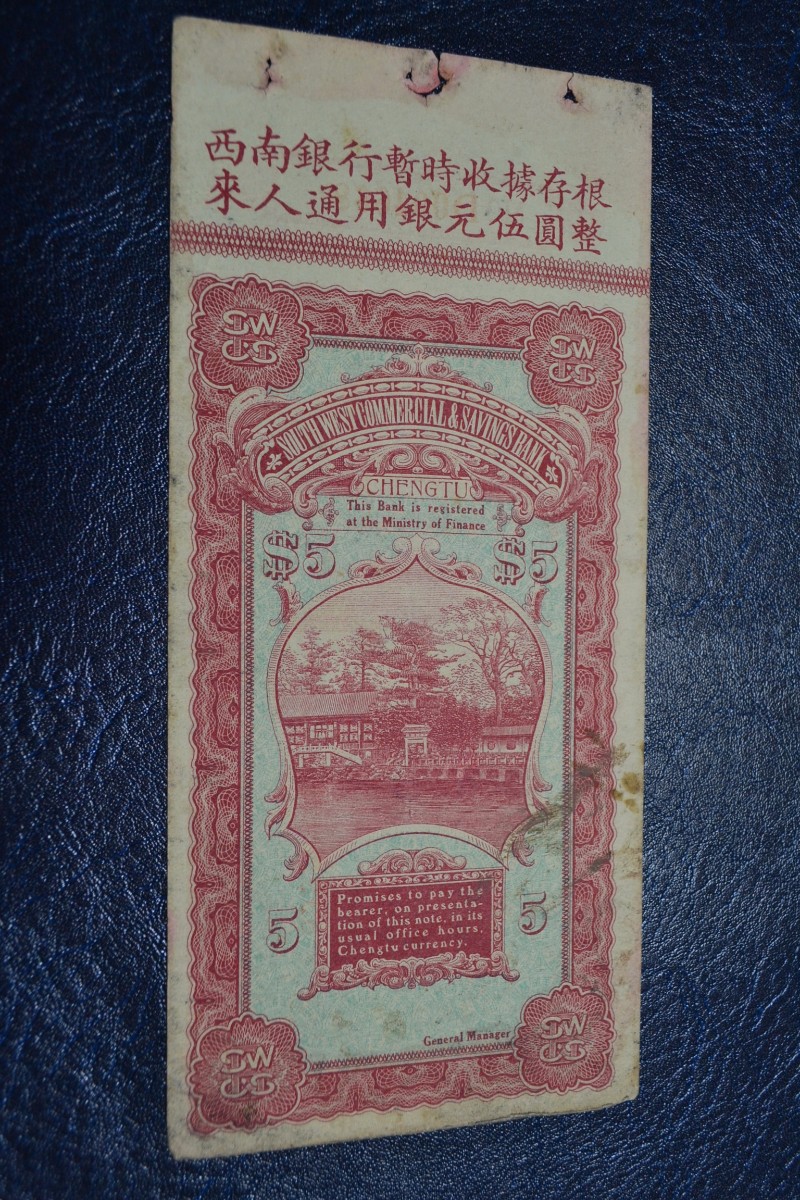 西南銀行暫時收據存根
來人通用銀元伍圓整
SW
CS
SW
CS
SOUTH WEST COMMERCIAL & SAVINGS BANK
CHENGTU
This Bank is registered
at the Ministry of Finance
$5
$5
Promises to pay the
bearer, on presenta-
tion of this note, in its
usual office hours.
Chengtu currency.
5
5
General Manager
SW
CS
SW
CS